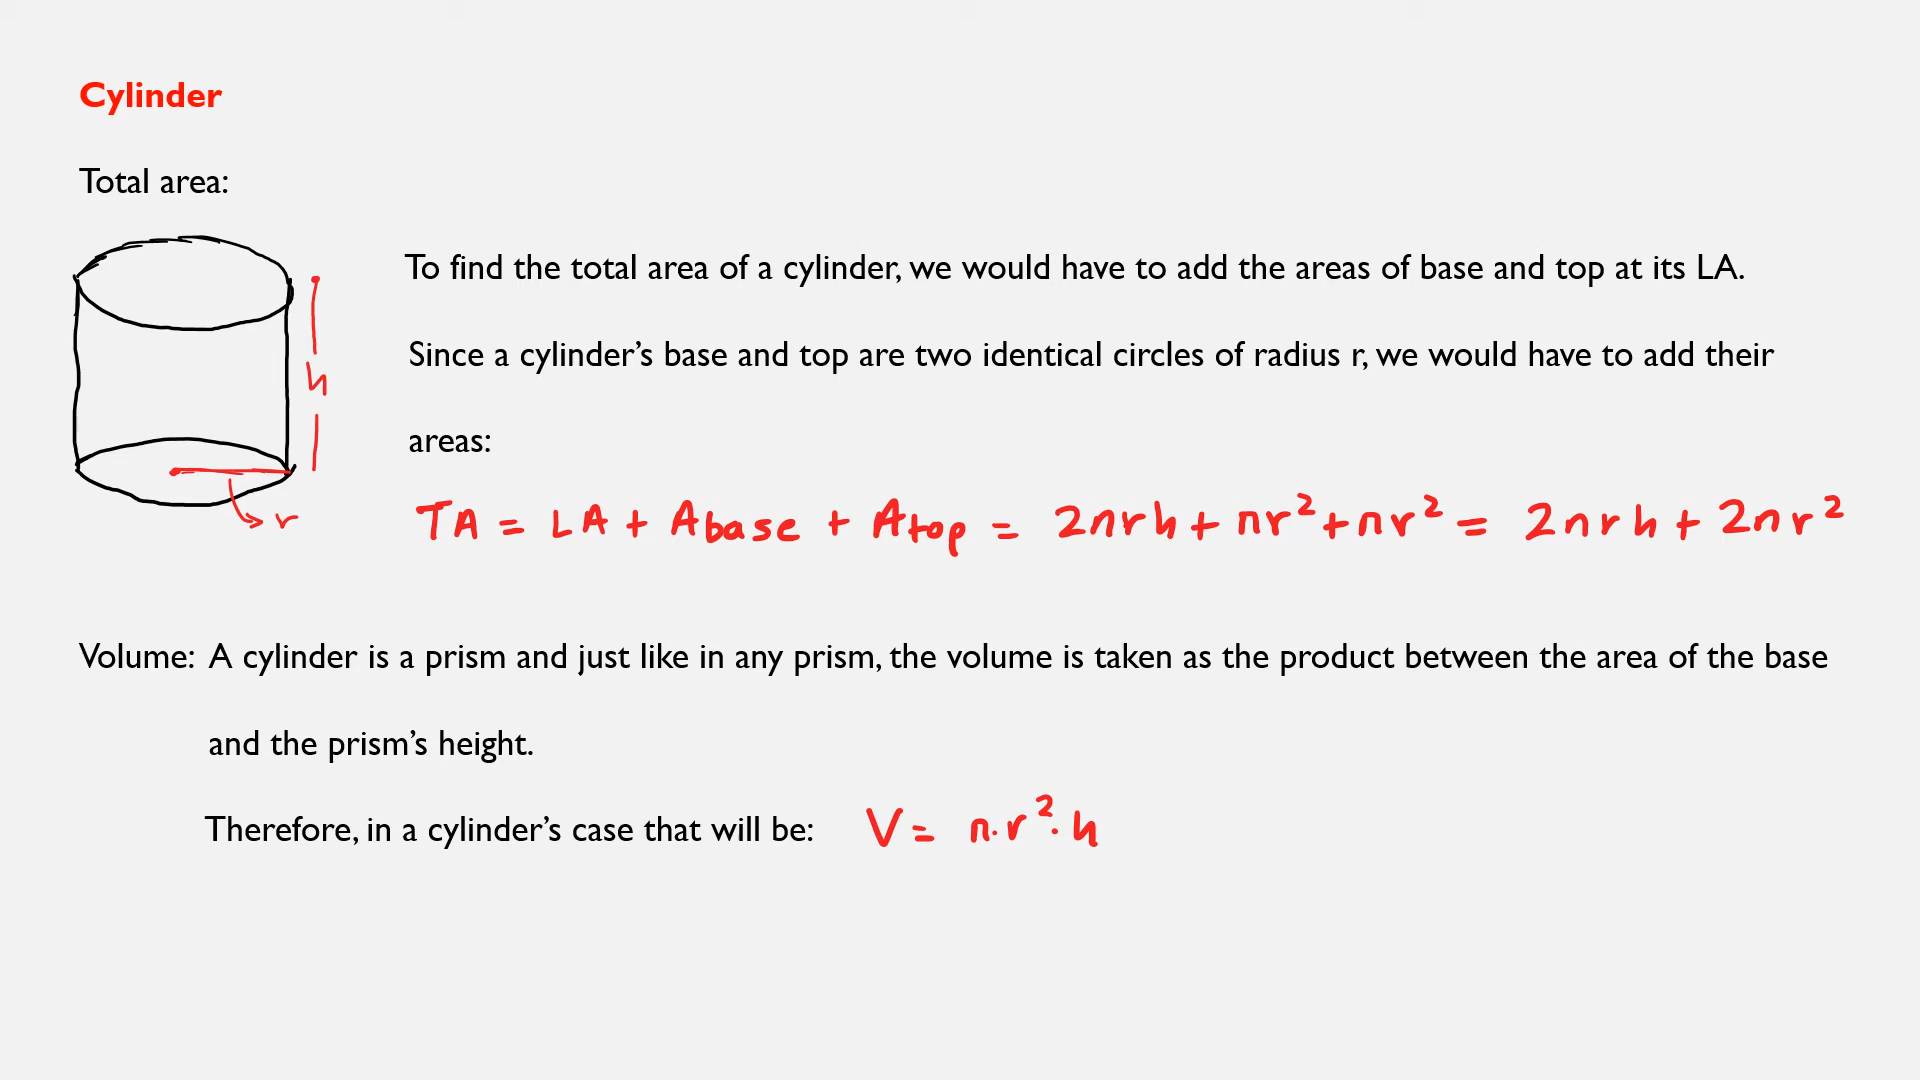 Cylinder
Total area:
To find the total area of a cylinder, we would have to add the areas of base and top at its LA.
h
Since a cylinder’s base and top are two identical circles of radius r, we would have to add their
areas:
r
TA = LA + Abase + Atop = 2πrh + πr² + πr² = 2πrh + 2πr²
Volume: A cylinder is a prism and just like in any prism, the volume is taken as the product between the area of the base
and the prism’s height.
Therefore, in a cylinder’s case that will be: V = π·r²·h